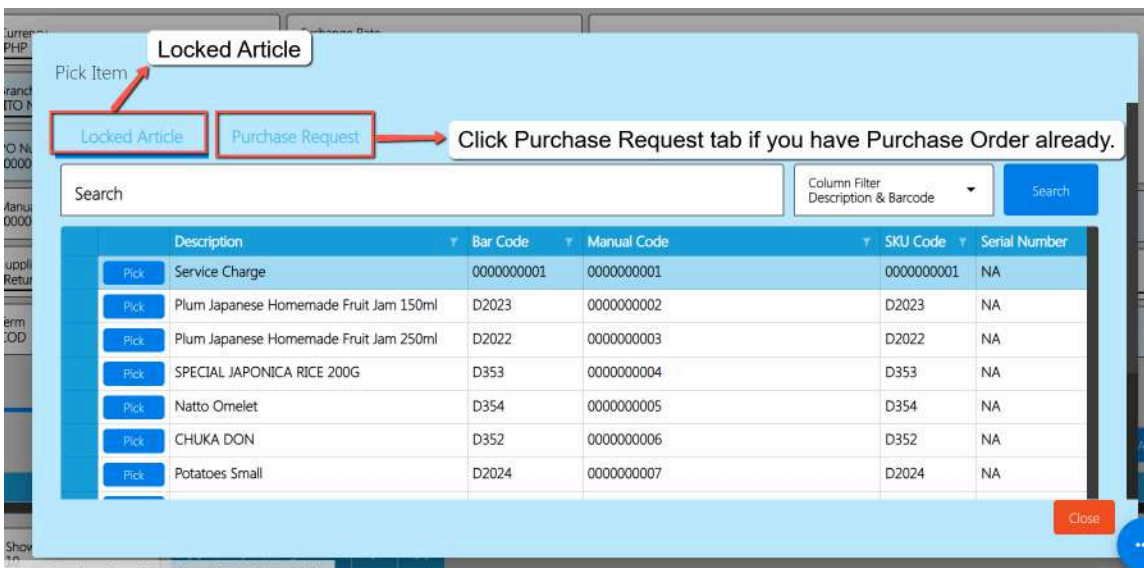 PHP
Locked Article
Pick Item
Locked Article
Purchase Request
Click Purchase Request tab if you have Purchase Order already.
Search
Column Filter
Description & Barcode
Search
Description Bar Code Manual Code SKU Code Serial Number
Pick Service Charge 0000000001 0000000001 0000000001 NA
Pick Plum Japanese Homemade Fruit Jam 150ml D2023 0000000002 D2023 NA
Pick Plum Japanese Homemade Fruit Jam 250ml D2022 0000000003 D2022 NA
Pick SPECIAL JAPONICA RICE 200G D353 0000000004 D353 NA
Pick Natto Omelet D354 0000000005 D354 NA
Pick CHUKA DON D352 0000000006 D352 NA
Pick Potatoes Small D2024 0000000007 D2024 NA
Close
Show